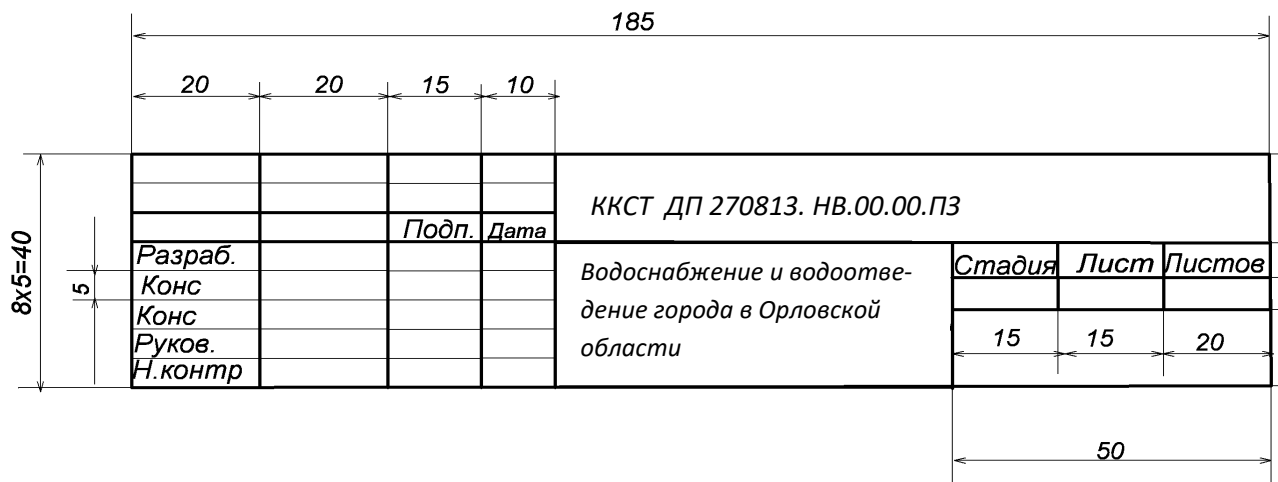 185
20 20 15 10
ККСТ ДП 270813. НВ.00.00.ПЗ
Подп. Дата
8x5=40
5
Разраб.
Конс
Конс
Руков.
Н.контр
Водоснабжение и водоотве-
дение города в Орловской
области
Стадия Лист Листов
15 15 20
50